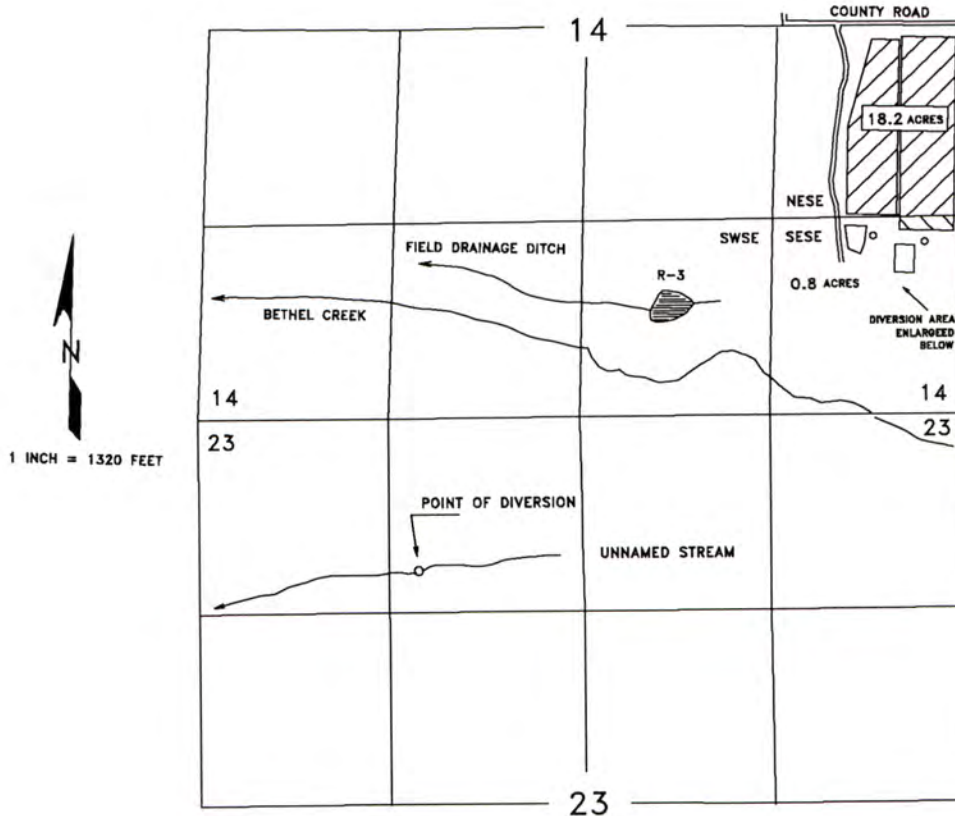 COUNTY ROAD
14
18.2 ACRES
NESE
SWSE
SESE
FIELD DRAINAGE DITCH
R-3
0.8 ACRES
BETHEL CREEK
DIVERSION AREA
ENLARGEED
BELOW
N
14
14
23
23
1 INCH = 1320 FEET
POINT OF DIVERSION
UNNAMED STREAM
23